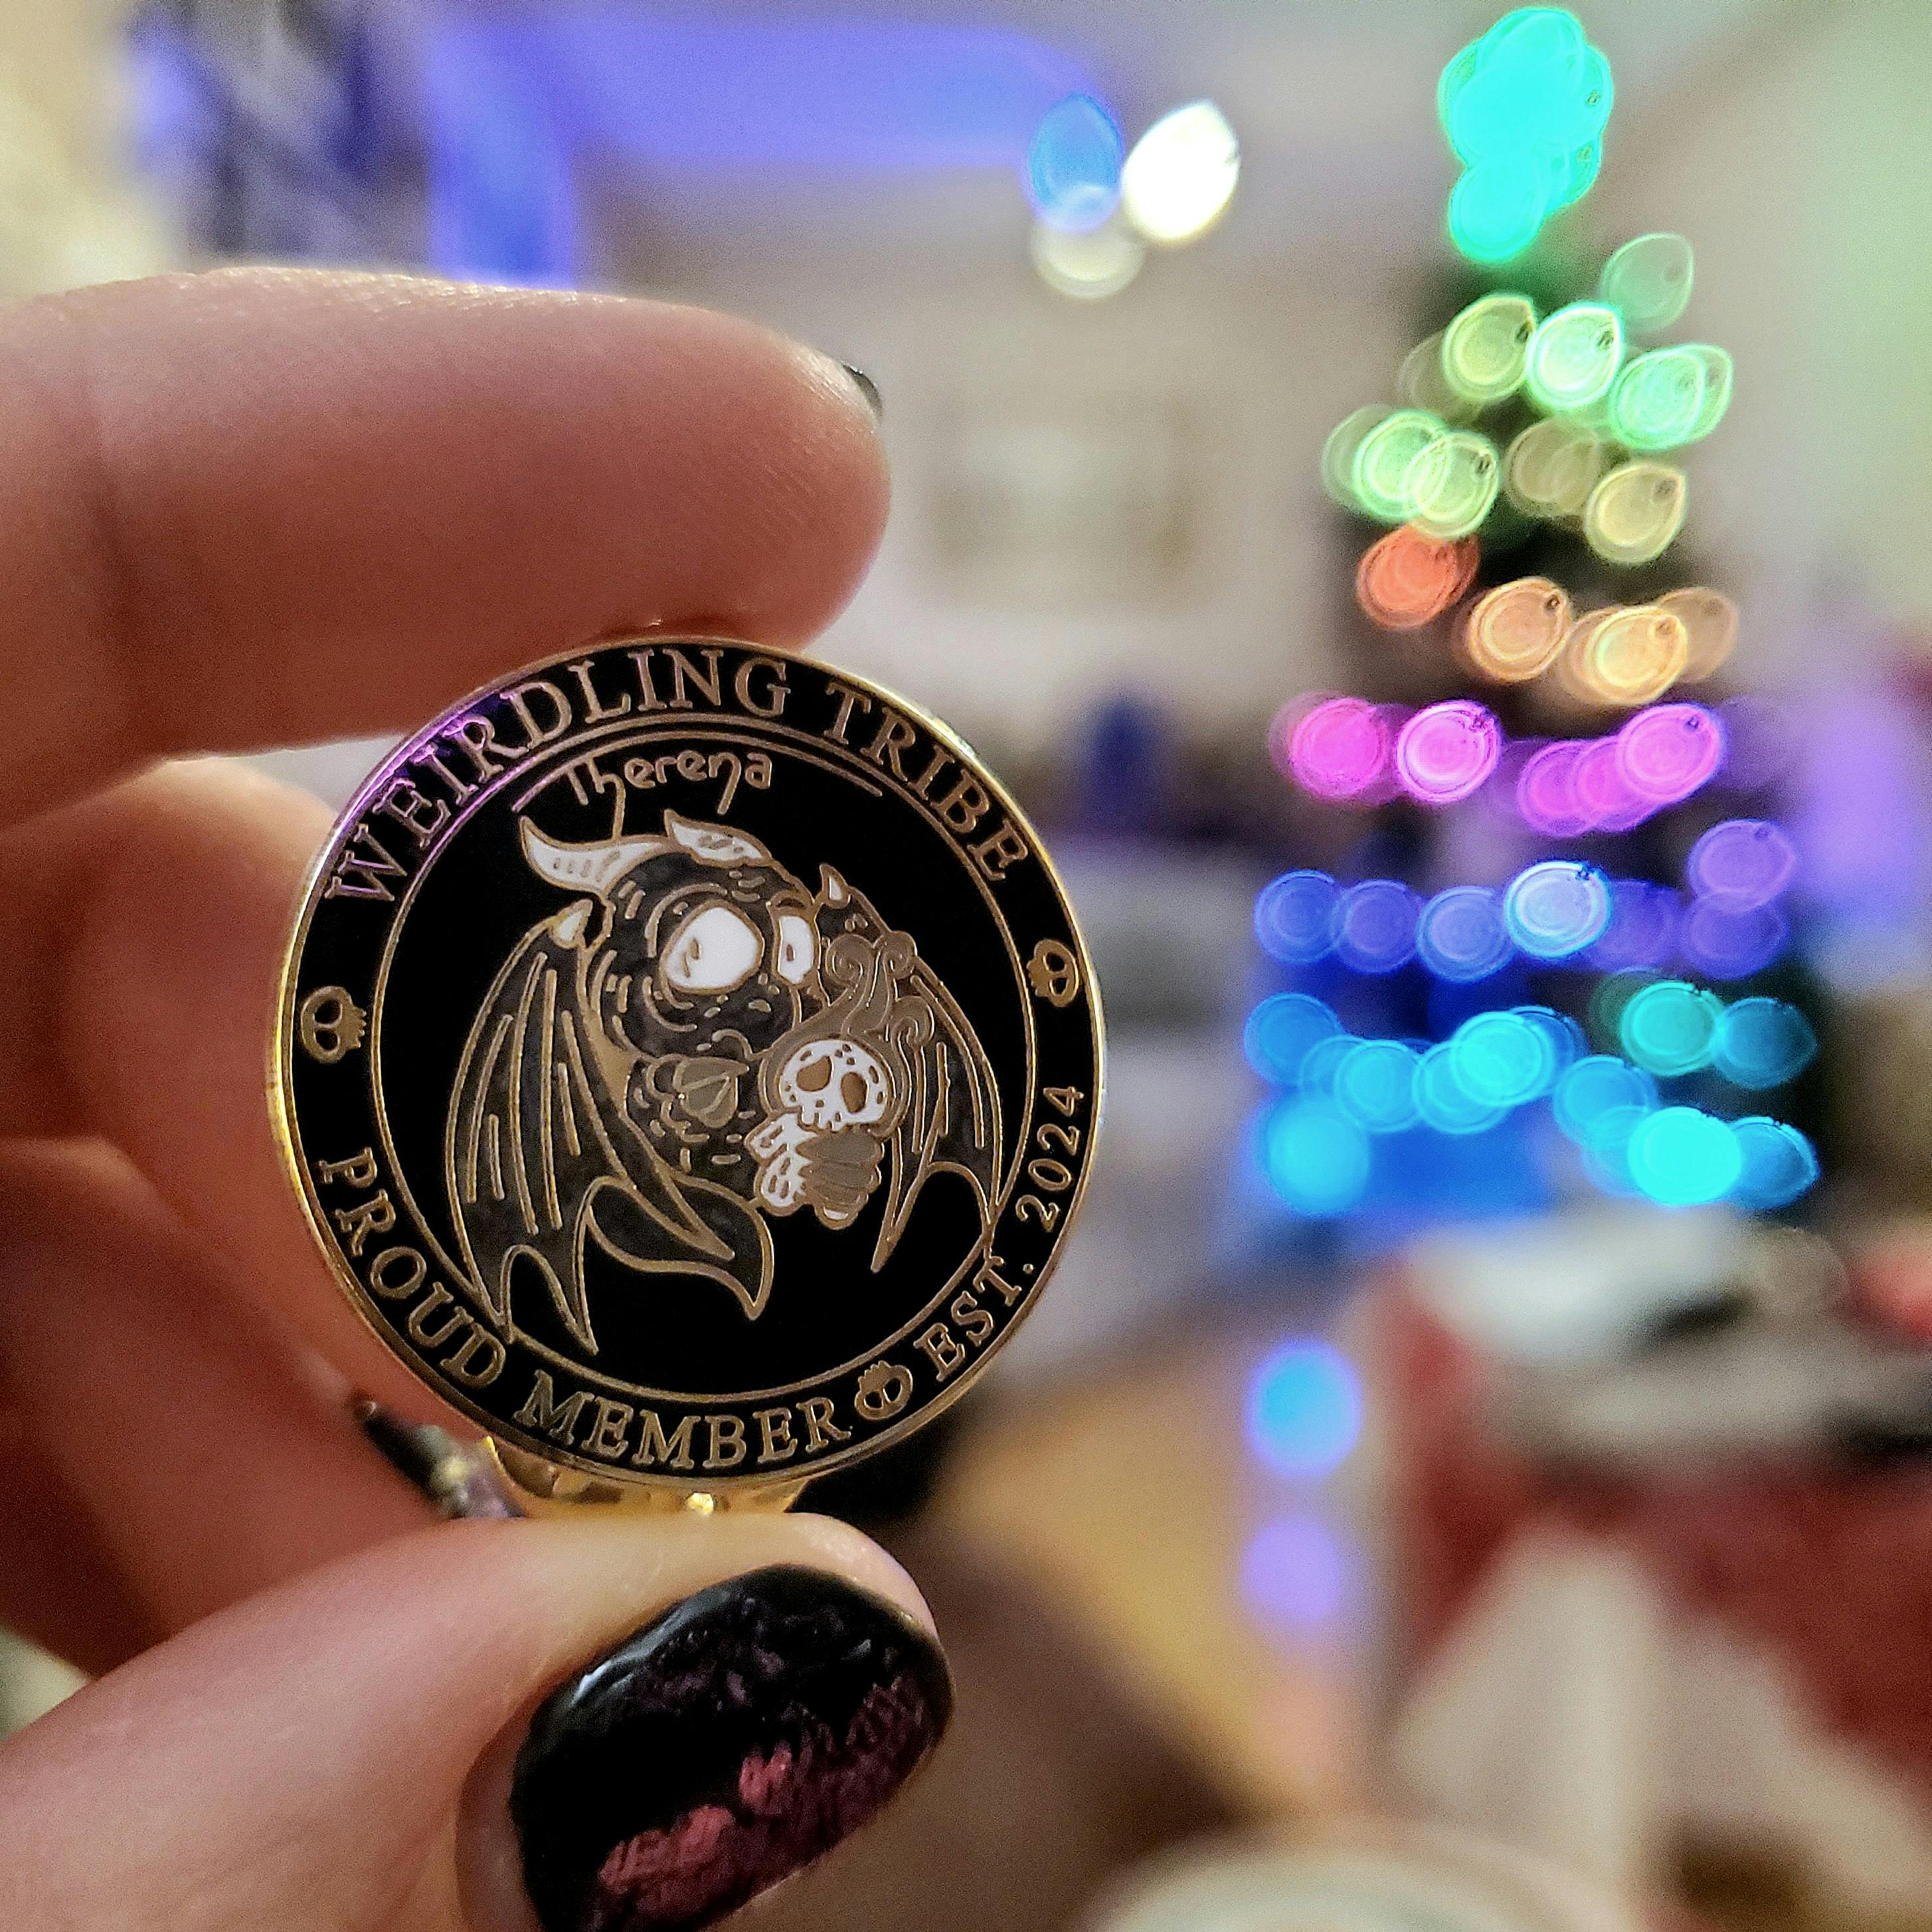 WEIRDLING TRIBE
Therena
PROUD MEMBER
EST. 2024